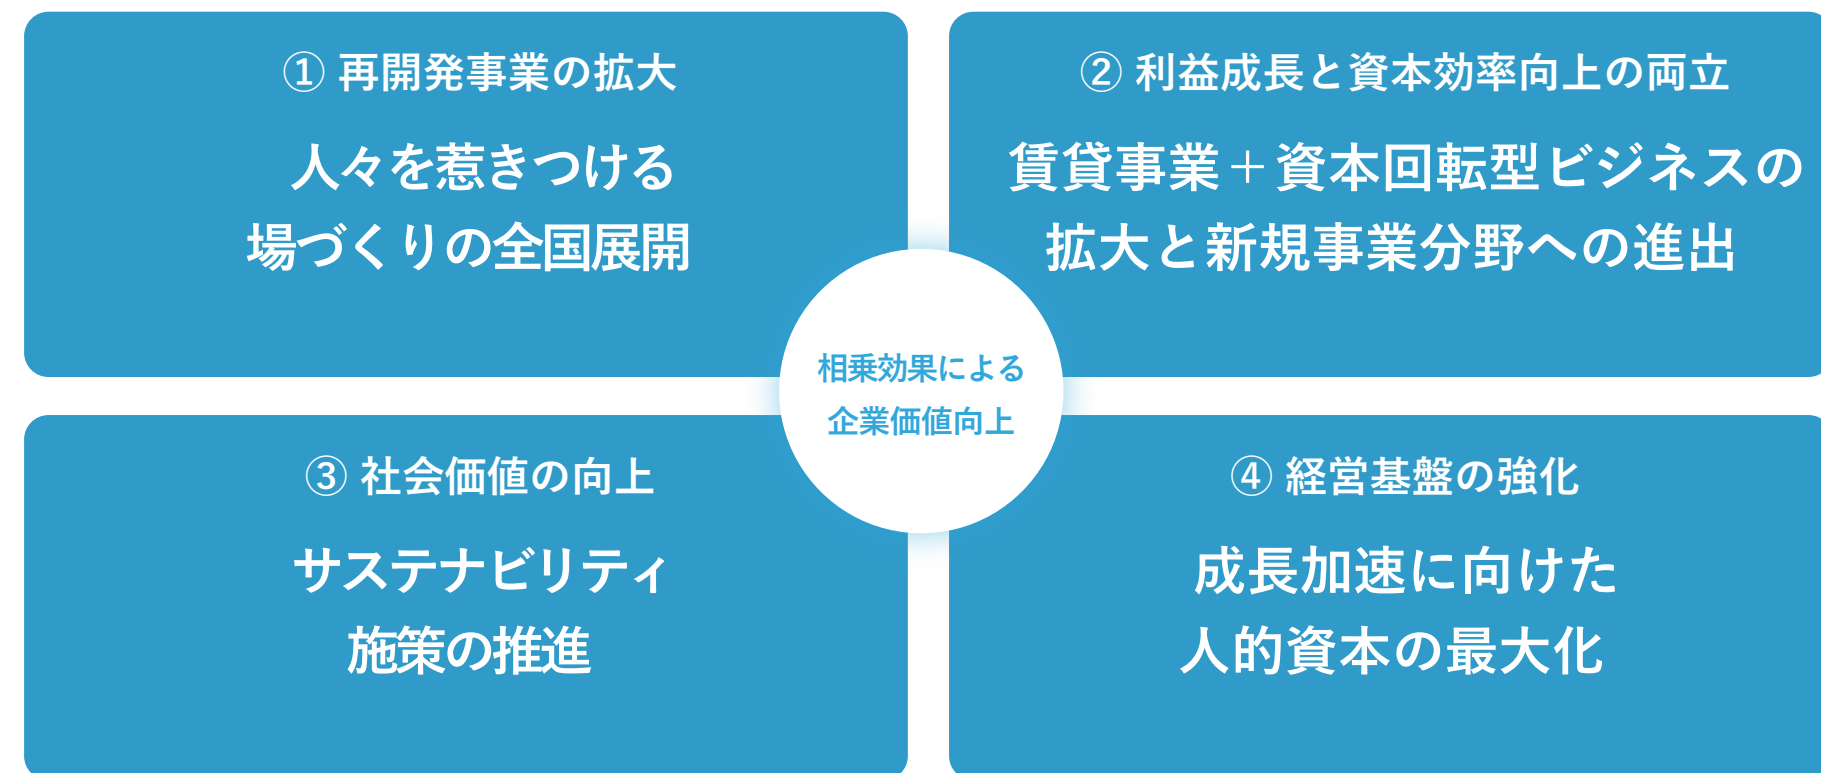 ① 再開発事業の拡大
人々を惹きつける
場づくりの全国展開
② 利益成長と資本効率向上の両立
賃貸事業＋資本回転型ビジネスの
拡大と新規事業分野への進出
相乗効果による
企業価値向上
③ 社会価値の向上
サステナビリティ
施策の推進
④ 経営基盤の強化
成長加速に向けた
人的資本の最大化